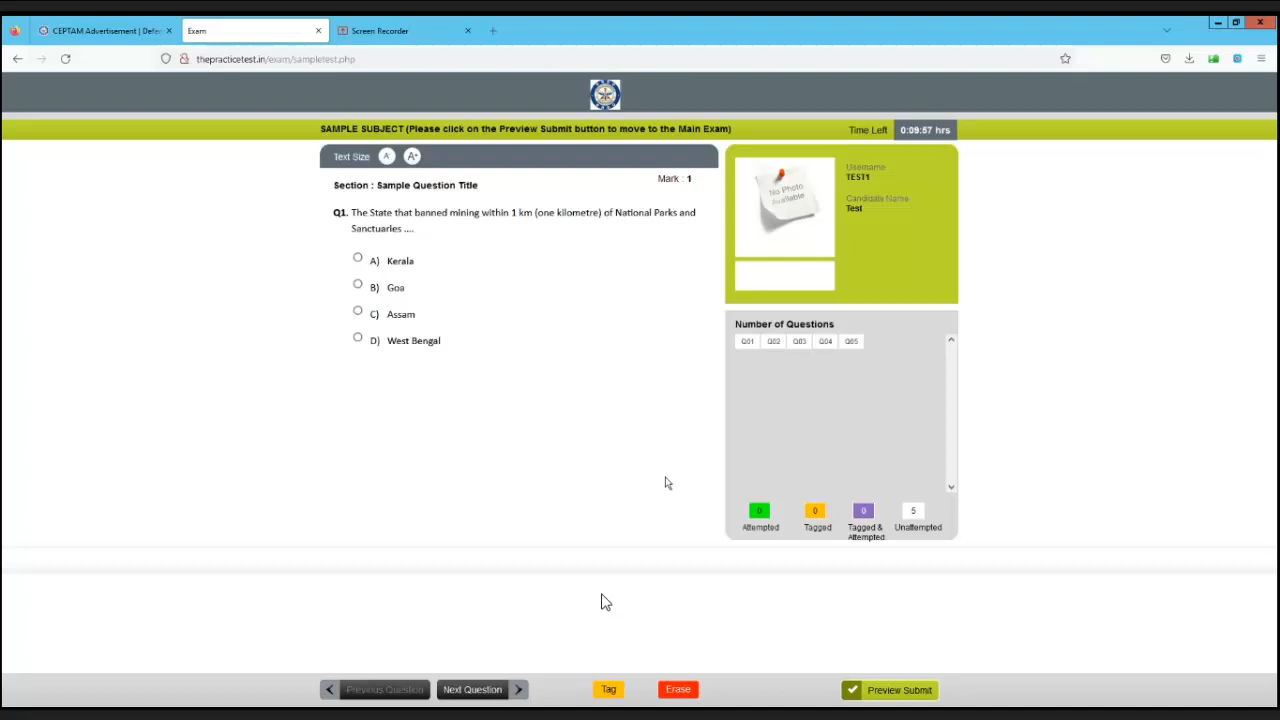 CEPTAM Advertisement | Defen
Exam
Screen Recorder
thepracticetest.in/exam/sampletest.php
SAMPLE SUBJECT (Please click on the Preview Submit button to move to the Main Exam)
Time Left
0:09:57 hrs
Text Size
A-
A+
Section : Sample Question Title
Mark : 1
Q1. The State that banned mining within 1 km (one kilometre) of National Parks and
Sanctuaries ....
A) Kerala
B) Goa
C) Assam
D) West Bengal
No Photo
Available
Username
TEST1
Candidate Name
Test
Number of Questions
Q01 Q02 Q03 Q04 Q05
0 0 0 5
Attempted Tagged Tagged & Unattempted
Attempted
Previous Question
Next Question
Tag
Erase
Preview Submit